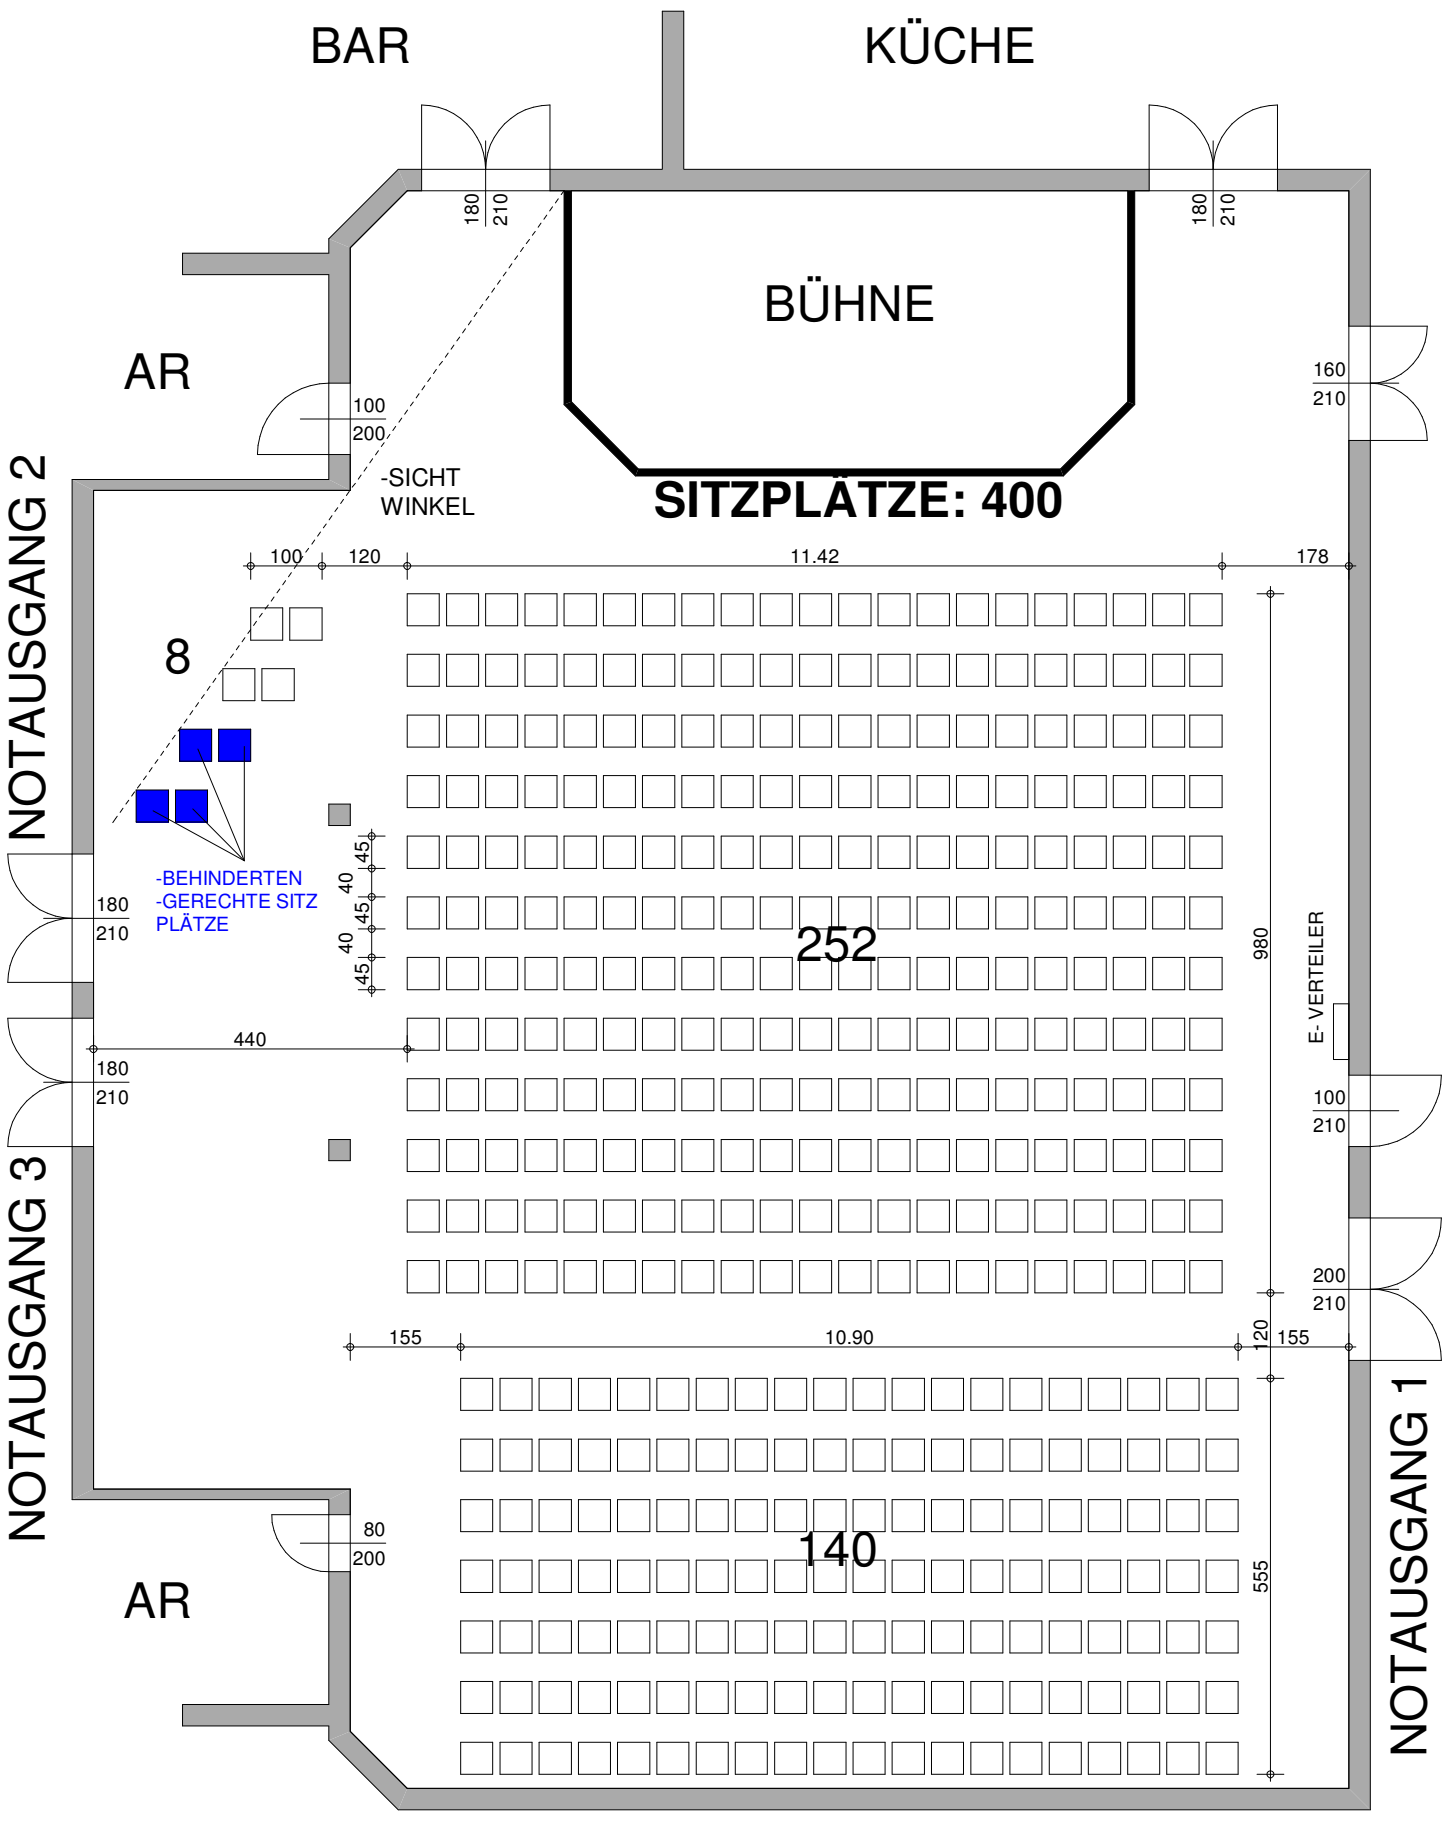 BAR
KÜCHE
180
210
180
210
BÜHNE
AR
160
210
100
200
-SICHT
WINKEL
SITZPLÄTZE: 400
NOTAUSGANG 2
100
120
11.42
178
8
-BEHINDERTEN
-GERECHTE SITZ
PLÄTZE
45
40
45
40
45
180
210
252
980
E- VERTEILER
440
180
210
100
210
200
210
NOTAUSGANG 3
155
10.90
120
155
NOTAUSGANG 1
80
200
140
555
AR